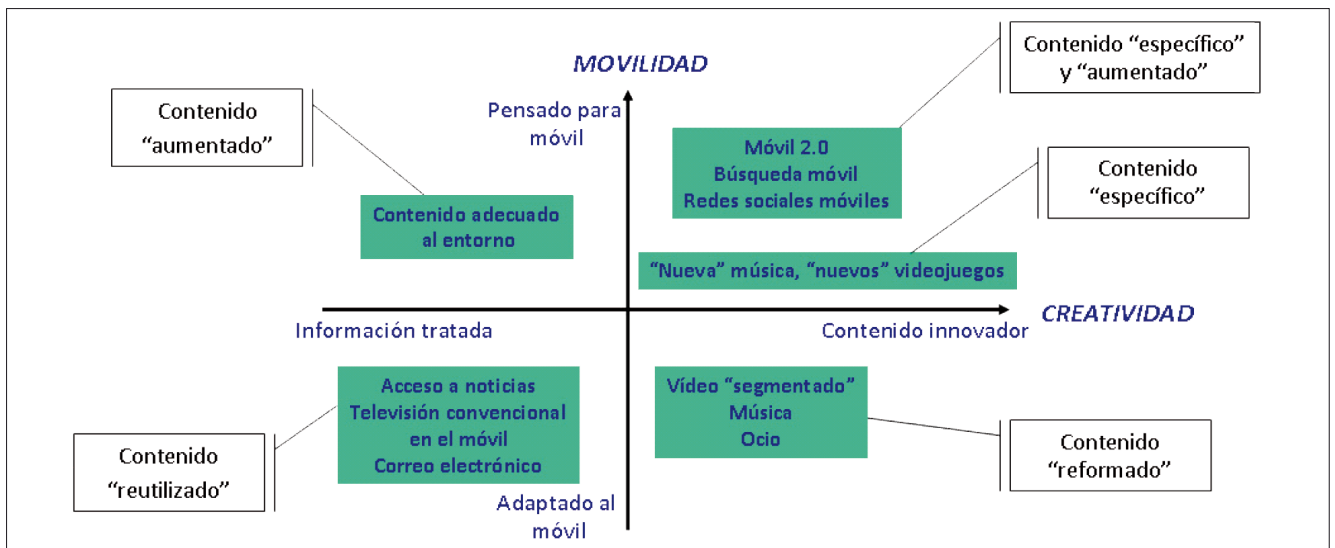 MOVILIDAD
Contenido “específico”
y “aumentado”
Contenido
“aumentado”
Pensado para
móvil
Móvil 2.0
Búsqueda móvil
Redes sociales móviles
Contenido
“específico”
Contenido adecuado
al entorno
“Nueva” música, “nuevos” videojuegos
Información tratada
Contenido innovador
CREATIVIDAD
Acceso a noticias
Televisión convencional
en el móvil
Correo electrónico
Vídeo “segmentado”
Música
Ocio
Contenido
“reutilizado”
Contenido
“reformado”
Adaptado al
móvil